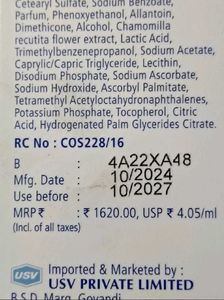 Cetearyl Sulfate, Sodium Benzoate,
Parfum, Phenoxyethanol, Allantoin,
Dimethicone, Alcohol, Chamomilla
recutita flower extract, Lactic Acid,
Trimethylbenzenepropanol, Sodium Acetate,
Caprylic/Capric Triglyceride, Lecithin,
Disodium Phosphate, Sodium Ascorbate,
Sodium Hydroxide, Ascorbyl Palmitate,
Tetramethyl Acetyloctahydronaphthalenes,
Potassium Phosphate, Tocopherol, Citric
Acid, Hydrogenated Palm Glycerides Citrate.
RC No : COS228/16
B : 4A22XA48
Mfg. Date : 10/2024
Use before : 10/2027
MRP ₹ : ₹ 1620.00, USP ₹ 4.05/ml
(Incl. of all taxes)
USV Imported & Marketed by :
USV PRIVATE LIMITED
B.S.D. Marg, Govandi